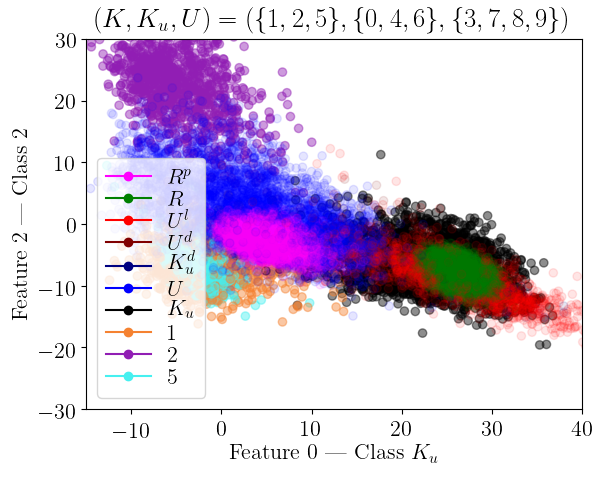 (K, K_u, U) = ({1, 2, 5}, {0, 4, 6}, {3, 7, 8, 9})
30
20
10
0
−10
−20
−30
Feature 2 — Class 2
R^p
R
U^l
U^d
K_u^d
U
K_u
1
2
5
−10
0
10
20
30
40
Feature 0 — Class K_u